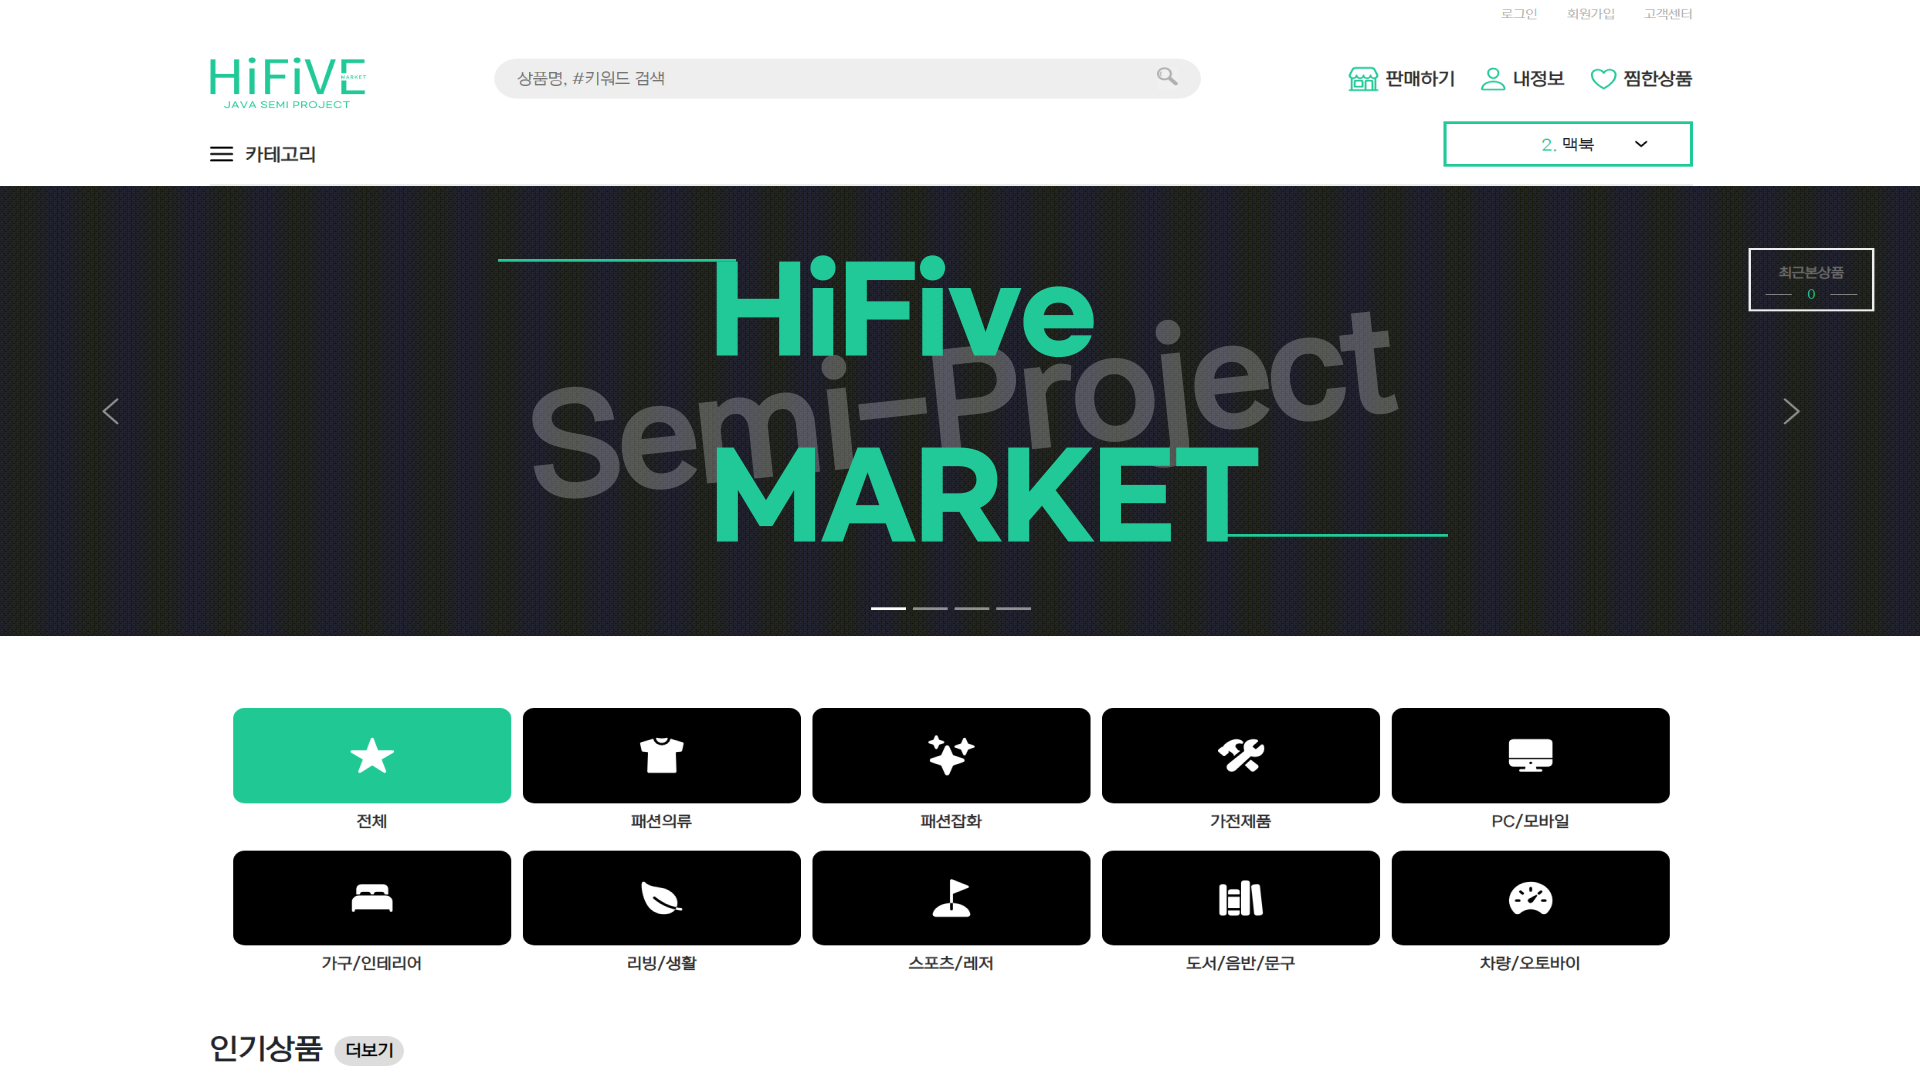 로그인 회원가입 고객센터
HiFiVE MARKET
JAVA SEMI PROJECT
상품명, #키워드 검색
판매하기 내정보 찜한상품
카테고리
2. 맥북
최근본상품
0
HiFive
Semi-Project
MARKET
전체 패션의류 패션잡화 가전제품 PC/모바일
가구/인테리어 리빙/생활 스포츠/레저 도서/음반/문구 차량/오토바이
인기상품 더보기